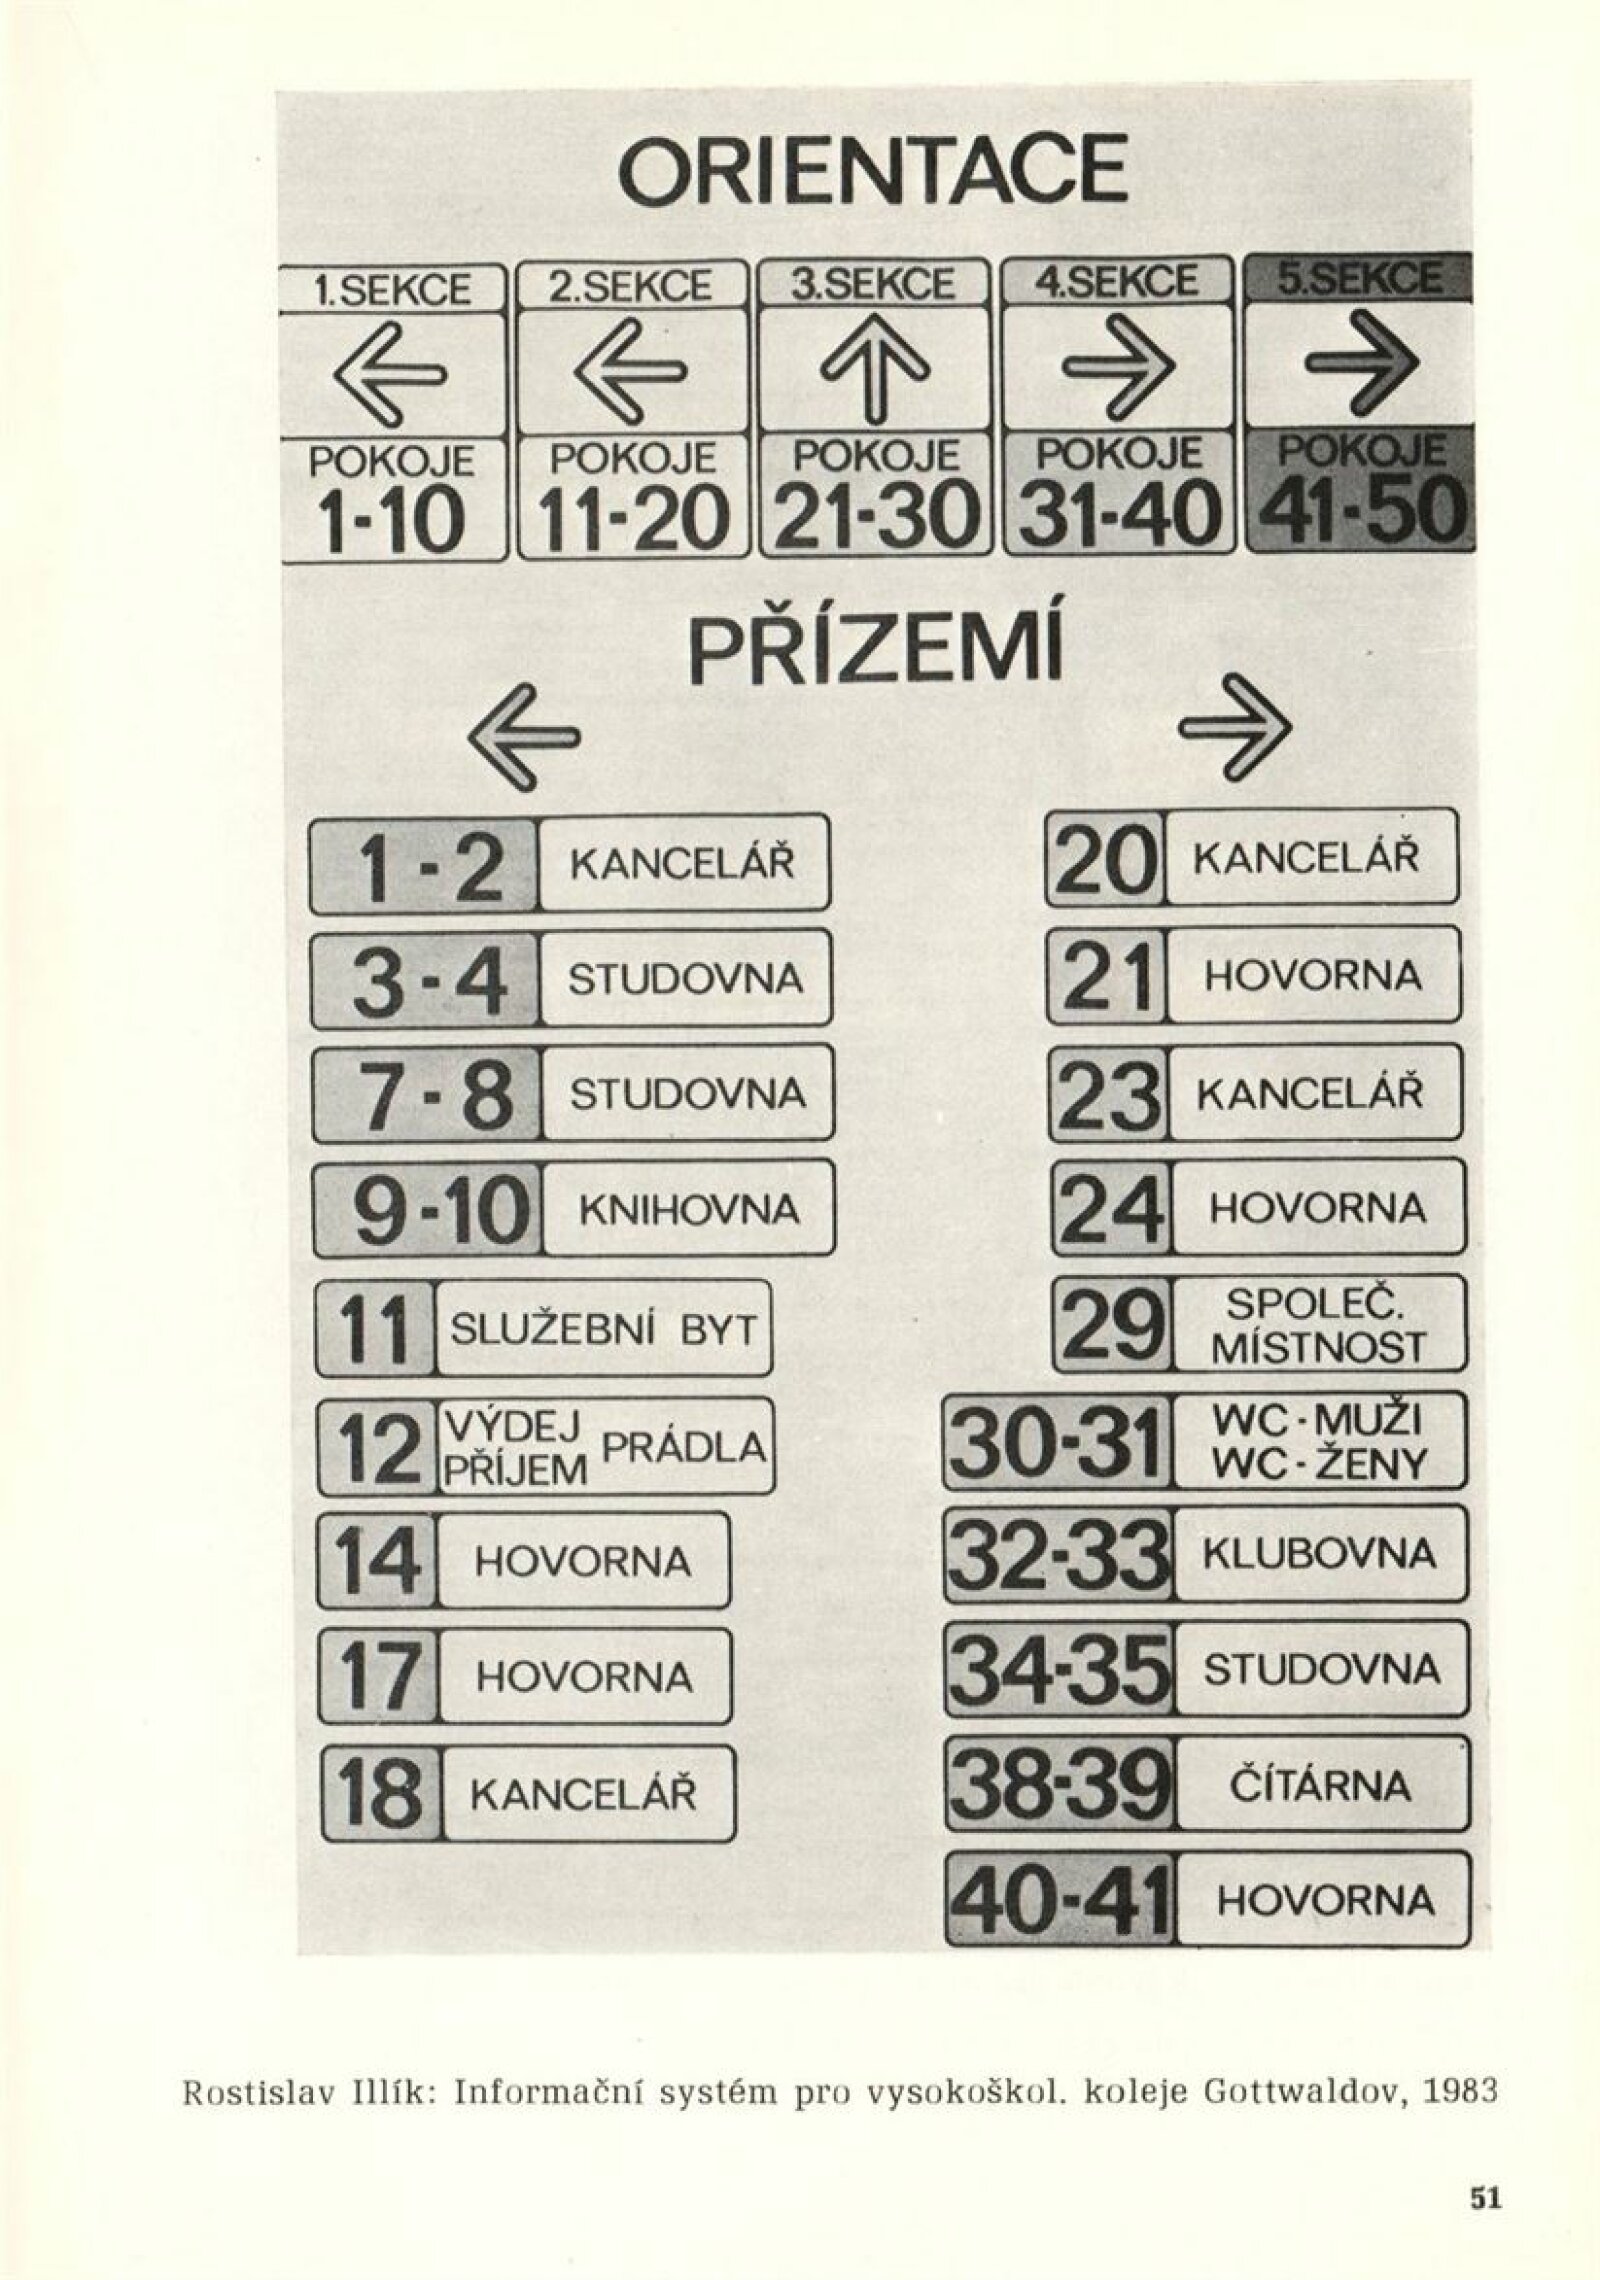 ORIENTACE
1.SEKCE 2.SEKCE 3.SEKCE 4.SEKCE 5.SEKCE
POKOJE POKOJE POKOJE POKOJE POKOJE
1-10 11-20 21-30 31-40 41-50
PŘÍZEMÍ
1-2 KANCELÁŘ
3-4 STUDOVNA
7-8 STUDOVNA
9-10 KNIHOVNA
11 SLUŽEBNÍ BYT
12 VÝDEJ PŘÍJEM PRÁDLA
14 HOVORNA
17 HOVORNA
18 KANCELÁŘ
20 KANCELÁŘ
21 HOVORNA
23 KANCELÁŘ
24 HOVORNA
29 SPOLEČ.
MÍSTNOST
30-31 WC-MUŽI
WC-ŽENY
32-33 KLUBOVNA
34-35 STUDOVNA
38-39 ČÍTÁRNA
40-41 HOVORNA
Rostislav Illík: Informační systém pro vysokoškol. koleje Gottwaldov, 1983
51